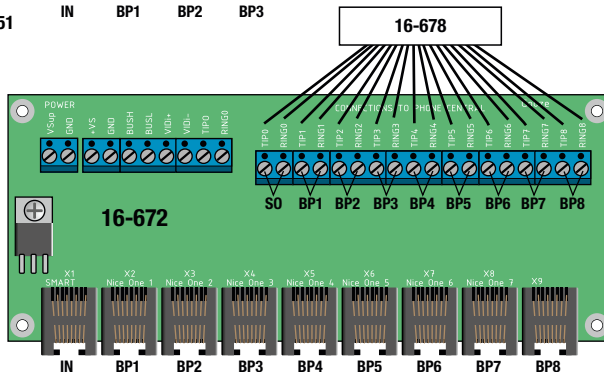 51
IN BP1 BP2 BP3
16-678
POWER
CONNECTIONS TO PHONE CENTRAL
VSup GND +VS GND BUSH BUSL VIDI+ VIDI- TIPO RINGO
TIP0 RING0 TIP1 RING1 TIP2 RING2 TIP3 RING3 TIP4 RING4 TIP5 RING5 TIP6 RING6 TIP7 RING7 TIP8 RING8
S0 BP1 BP2 BP3 BP4 BP5 BP6 BP7 BP8
16-672
X1 X2 X3 X4 X5 X6 X7 X8 X9
SMART Nice One 1 Nice One 2 Nice One 3 Nice One 4 Nice One 5 Nice One 6 Nice One 7
IN BP1 BP2 BP3 BP4 BP5 BP6 BP7 BP8